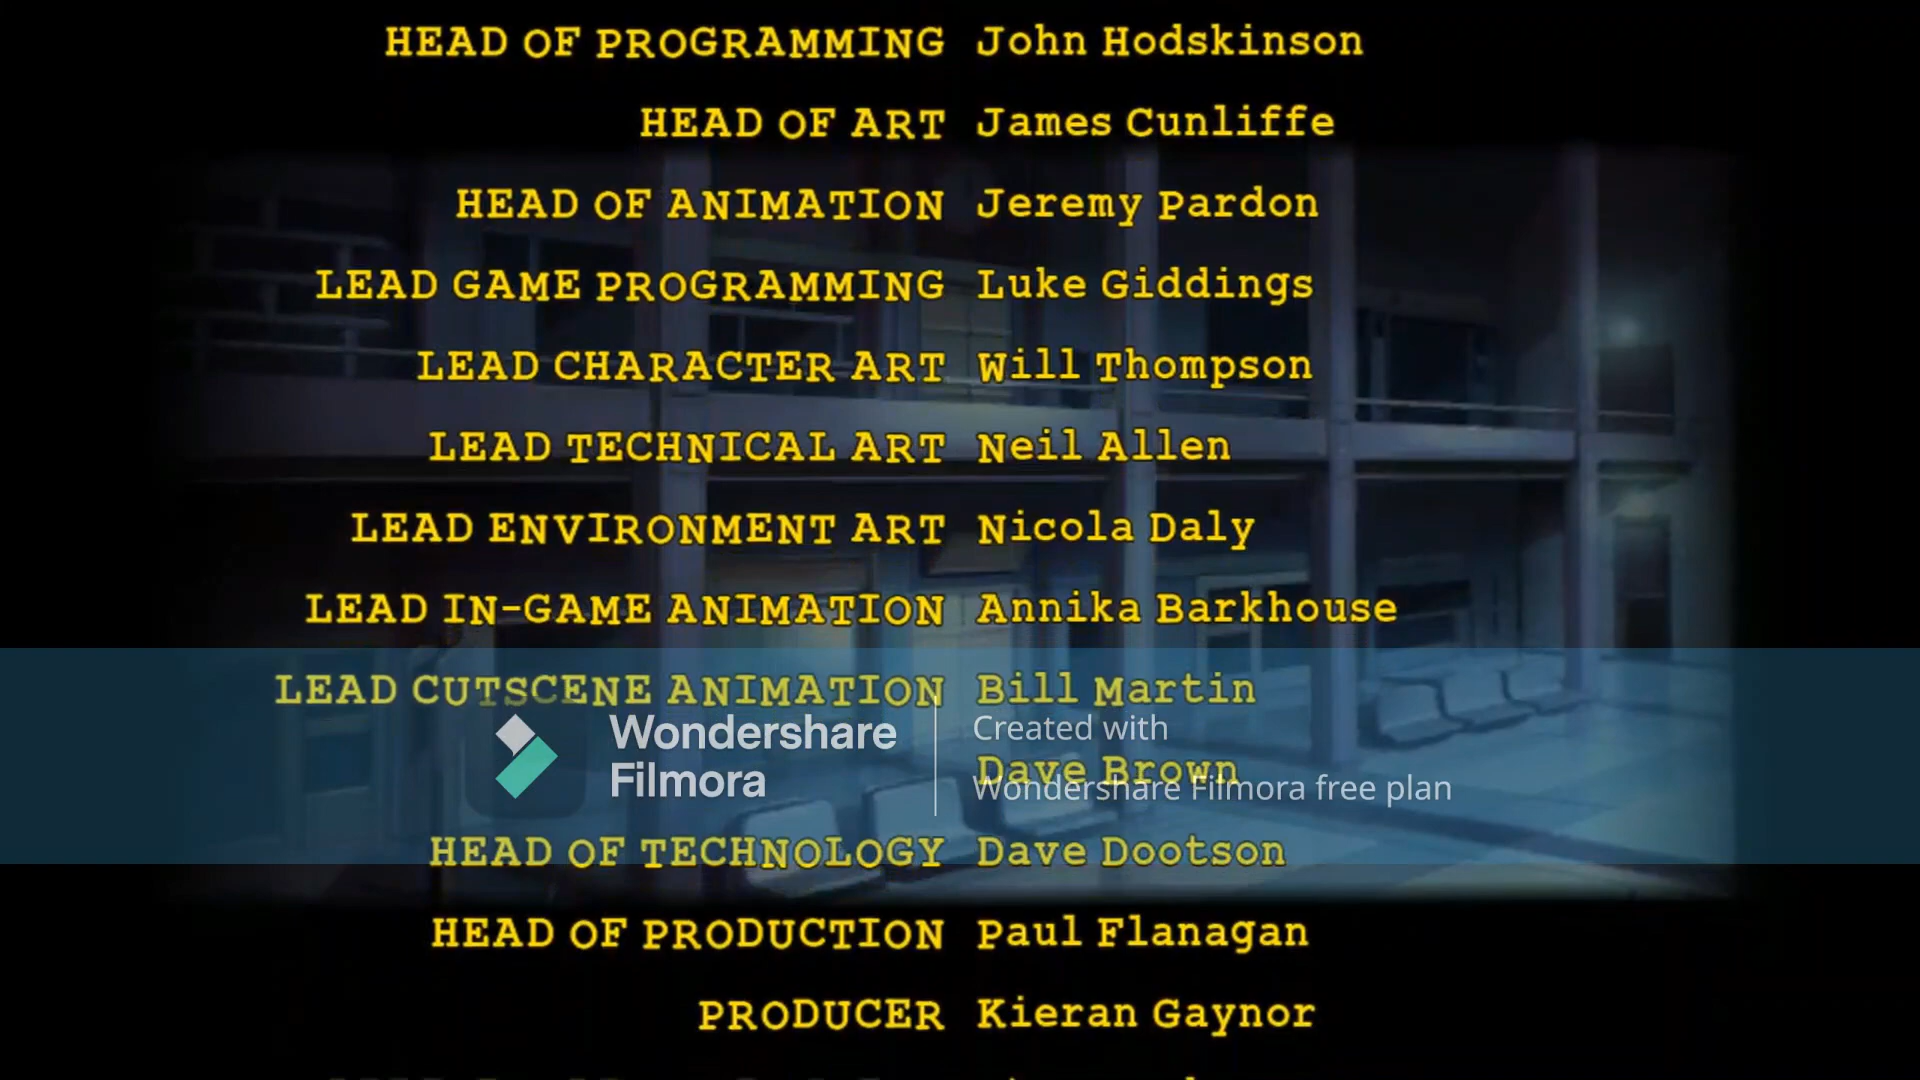 HEAD OF PROGRAMMING John Hodskinson
HEAD OF ART James Cunliffe
HEAD OF ANIMATION Jeremy Pardon
LEAD GAME PROGRAMMING Luke Giddings
LEAD CHARACTER ART Will Thompson
LEAD TECHNICAL ART Neil Allen
LEAD ENVIRONMENT ART Nicola Daly
LEAD IN-GAME ANIMATION Annika Barkhouse
LEAD CUTSCENE ANIMATION Bill Martin
Wondershare Filmora
Created with
Dave Brown
Wondershare Filmora free plan
HEAD OF TECHNOLOGY Dave Dootson
HEAD OF PRODUCTION Paul Flanagan
PRODUCER Kieran Gaynor